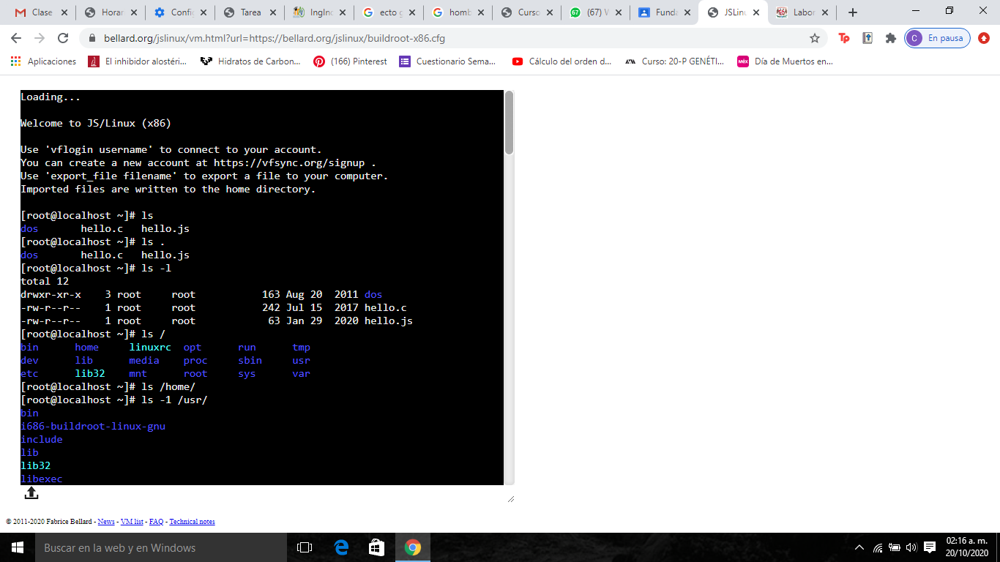 Clase
Horar
Config
Tarea
IngInc
ecto g
homb
Curso
(67) W
Funda
JSLinu
Labor
bellard.org/jslinux/vm.html?url=https://bellard.org/jslinux/buildroot-x86.cfg
Tp
C En pausa
Aplicaciones
El inhibidor alostéri...
Hidratos de Carbon...
(166) Pinterest
Cuestionario Sema...
Cálculo del orden d...
Curso: 20-P GENÉTI...
Día de Muertos en...
Loading...
Welcome to JS/Linux (x86)
Use 'vflogin username' to connect to your account.
You can create a new account at https://vfsync.org/signup .
Use 'export_file filename' to export a file to your computer.
Imported files are written to the home directory.
[root@localhost ~]# ls
dos       hello.c   hello.js
[root@localhost ~]# ls .
dos       hello.c   hello.js
[root@localhost ~]# ls -l
total 12
drwxr-xr-x    3 root     root           163 Aug 20  2011 dos
-rw-r--r--    1 root     root           242 Jul 15  2017 hello.c
-rw-r--r--    1 root     root            63 Jan 29  2020 hello.js
[root@localhost ~]# ls /
bin      home     linuxrc  opt      run      tmp
dev      lib      media    proc     sbin     usr
etc      lib32    mnt      root     sys      var
[root@localhost ~]# ls /home/
[root@localhost ~]# ls -1 /usr/
bin
i686-buildroot-linux-gnu
include
lib
lib32
libexec
© 2011-2020 Fabrice Bellard - News - VM list - FAQ - Technical notes
Buscar en la web y en Windows
02:16 a. m.
20/10/2020